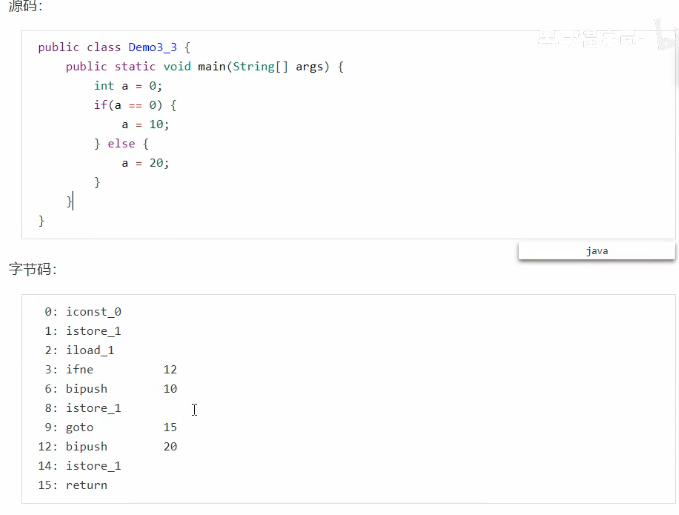 源码：
public class Demo3_3 {
public static void main(String[] args) {
int a = 0;
if(a == 0) {
a = 10;
} else {
a = 20;
}
}
}
java
字节码：
0: iconst_0
1: istore_1
2: iload_1
3: ifne 12
6: bipush 10
8: istore_1
9: goto 15
12: bipush 20
14: istore_1
15: return